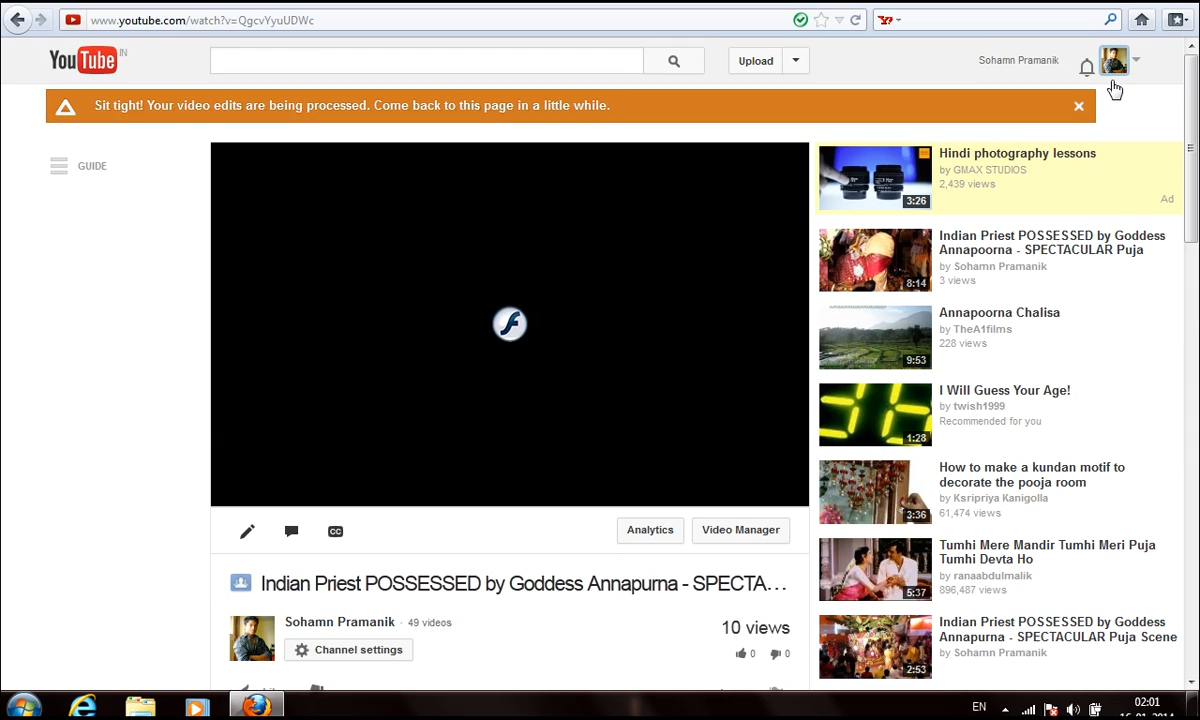 www.youtube.com/watch?v=QgcvYyuUDWc
YouTube IN
Upload
Sohamn Pramanik
Sit tight! Your video edits are being processed. Come back to this page in a little while.
GUIDE
Hindi photography lessons
by GMAX STUDIOS
2,439 views
Ad
3:26
Indian Priest POSSESSED by Goddess
Annapoorna - SPECTACULAR Puja
by Sohamn Pramanik
3 views
8:14
Annapoorna Chalisa
by TheA1films
228 views
9:53
I Will Guess Your Age!
by twish1999
Recommended for you
1:28
How to make a kundan motif to
decorate the pooja room
by Ksripriya Kanigolla
61,474 views
3:36
Tumhi Mere Mandir Tumhi Meri Puja
Tumhi Devta Ho
by ranaabdulmalik
896,487 views
5:37
Indian Priest POSSESSED by Goddess
Annapurna - SPECTACULAR Puja Scene
by Sohamn Pramanik
2:53
CC
Analytics
Video Manager
Indian Priest POSSESSED by Goddess Annapurna - SPECTA...
Sohamn Pramanik · 49 videos
Channel settings
10 views
0 0
EN
02:01